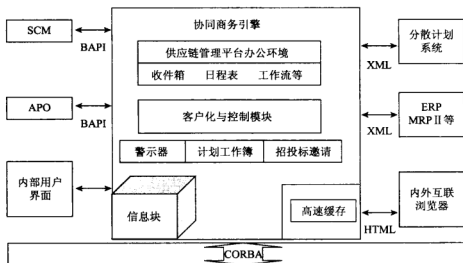 协同商务引擎
SCM
BAPI
供应链管理平台办公环境
收件箱 日程表 工作流等
XML
分散计划
系统
APO
BAPI
客户化与控制模块
XML
ERP
MRPⅡ等
警示器 计划工作簿 招投标邀请
内部用户
界面
信息块
高速缓存
HTML
内外互联
浏览器
CORBA